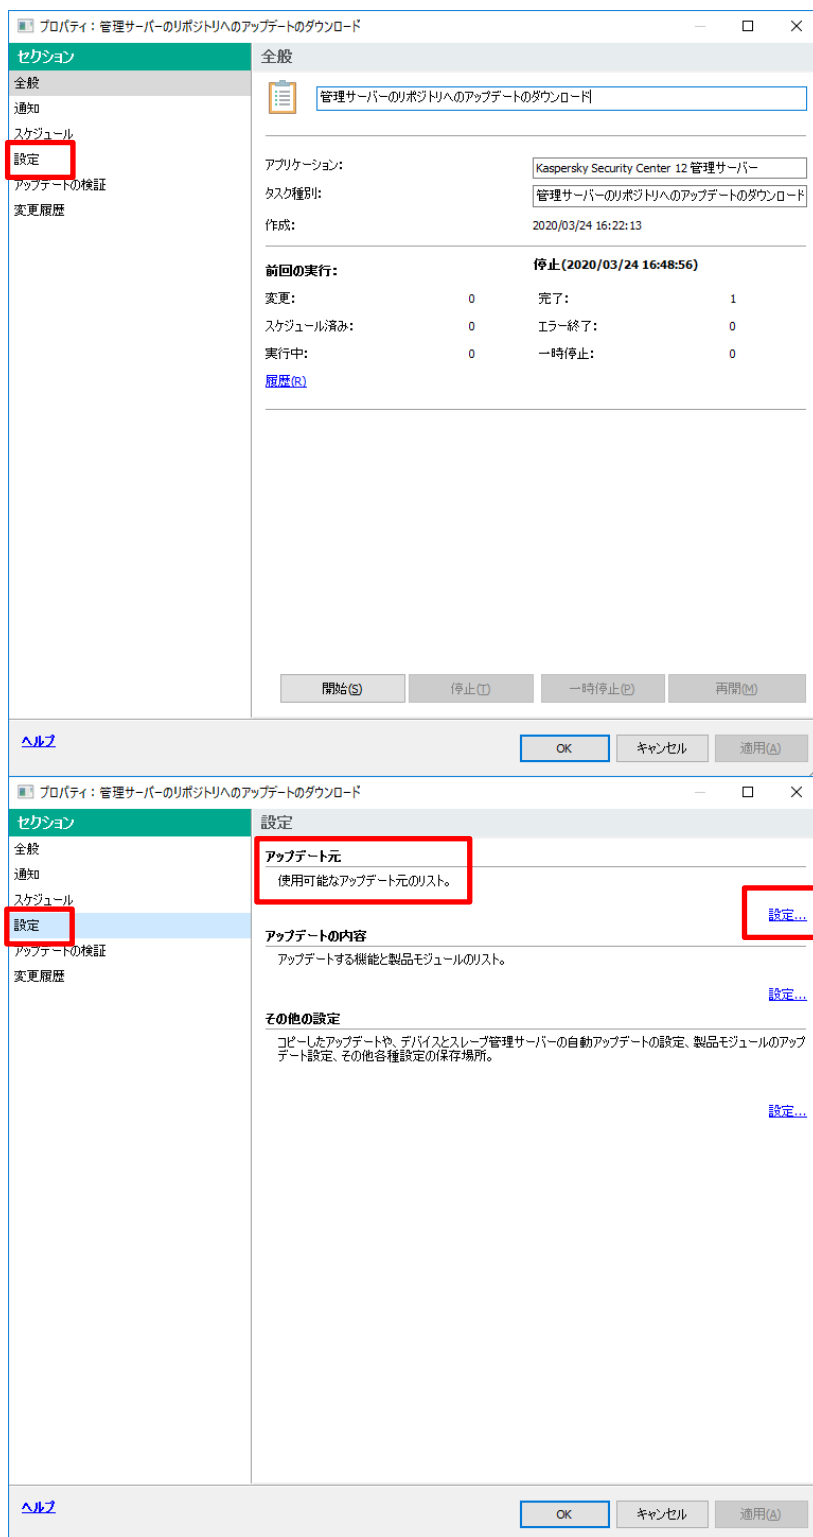 プロパティ：管理サーバーのリポジトリへのアップデートのダウンロード
セクション
全般
通知
スケジュール
設定
アップデートの検証
変更履歴
全般
管理サーバーのリポジトリへのアップデートのダウンロード
アプリケーション:
Kaspersky Security Center 12 管理サーバー
タスク種別:
管理サーバーのリポジトリへのアップデートのダウンロード
作成:
2020/03/24 16:22:13
前回の実行:
停止(2020/03/24 16:48:56)
変更: 0 完了: 1
スケジュール済み: 0 エラー終了: 0
実行中: 0 一時停止: 0
履歴(R)
開始(S) 停止(T) 一時停止(P) 再開(M)
ヘルプ
OK キャンセル 適用(A)
プロパティ：管理サーバーのリポジトリへのアップデートのダウンロード
セクション
全般
通知
スケジュール
設定
アップデートの検証
変更履歴
設定
アップデート元
使用可能なアップデート元のリスト。
設定...
アップデートの内容
アップデートする機能と製品モジュールのリスト。
設定...
その他の設定
コピーしたアップデートや、デバイスとスレーブ管理サーバーの自動アップデートの設定、製品モジュールのアップ
デート設定、その他各種設定の保存場所。
設定...
ヘルプ
OK キャンセル 適用(A)